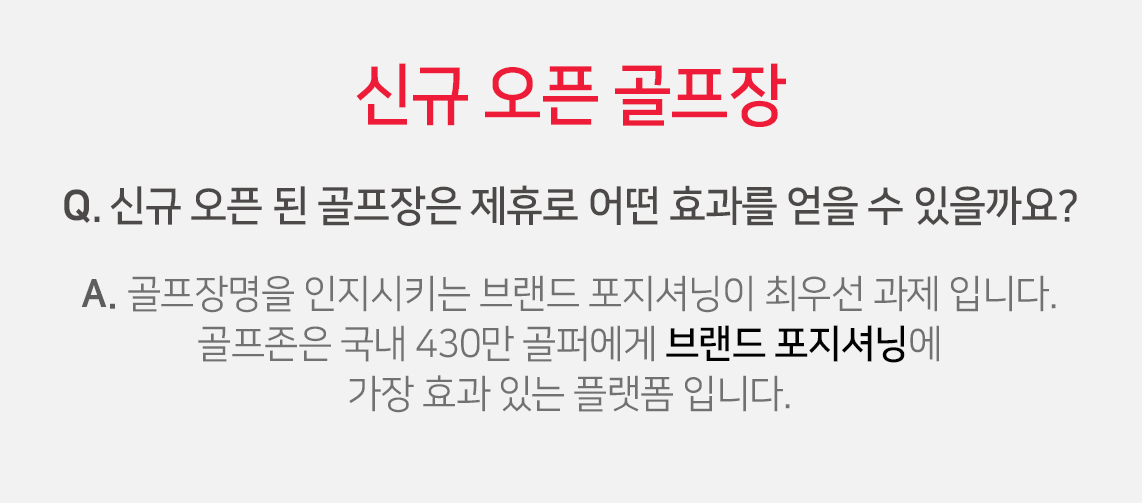 신규 오픈 골프장
Q. 신규 오픈 된 골프장은 제휴로 어떤 효과를 얻을 수 있을까요?
A. 골프장명을 인지시키는 브랜드 포지셔닝이 최우선 과제 입니다.
골프존은 국내 430만 골퍼에게 브랜드 포지셔닝에
가장 효과 있는 플랫폼 입니다.